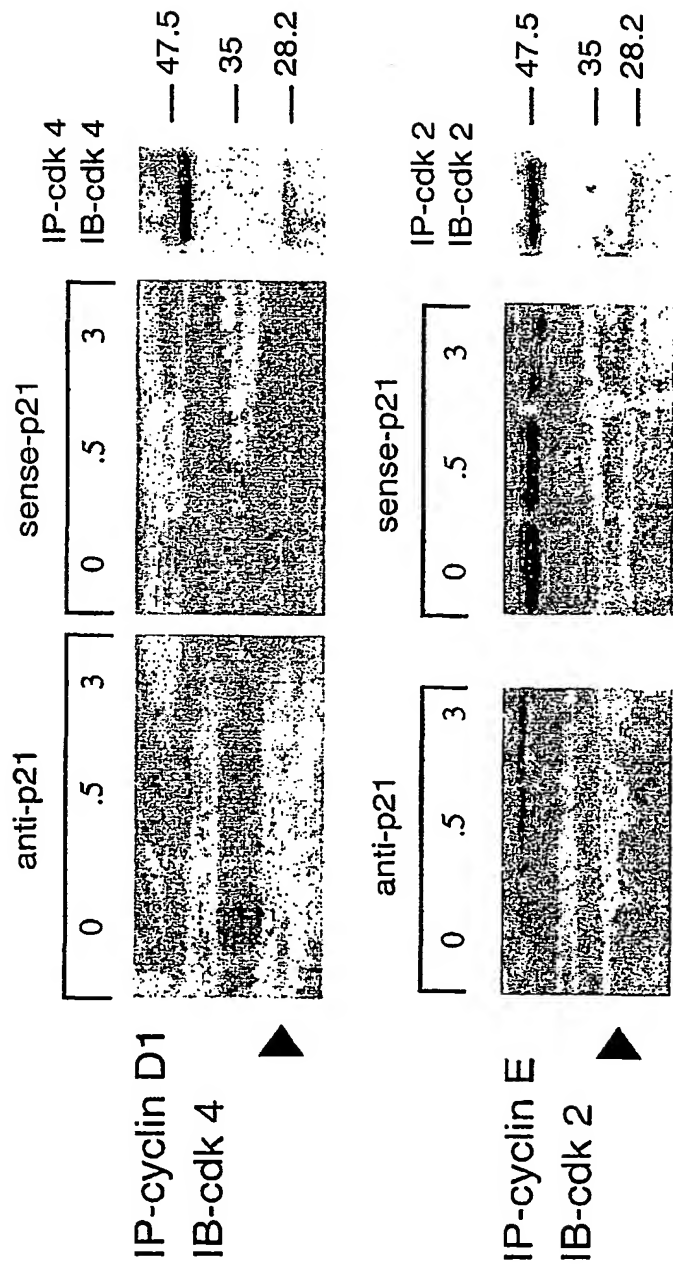 anti-p21
sense-p21
IP-cdk 4
IB-cdk 4
0 .5 3
0 .5 3
IP-cyclin D1
IB-cdk 4
47.5
35
28.2
anti-p21
sense-p21
IP-cdk 2
IB-cdk 2
0 .5 3
0 .5 3
IP-cyclin E
IB-cdk 2
47.5
35
28.2